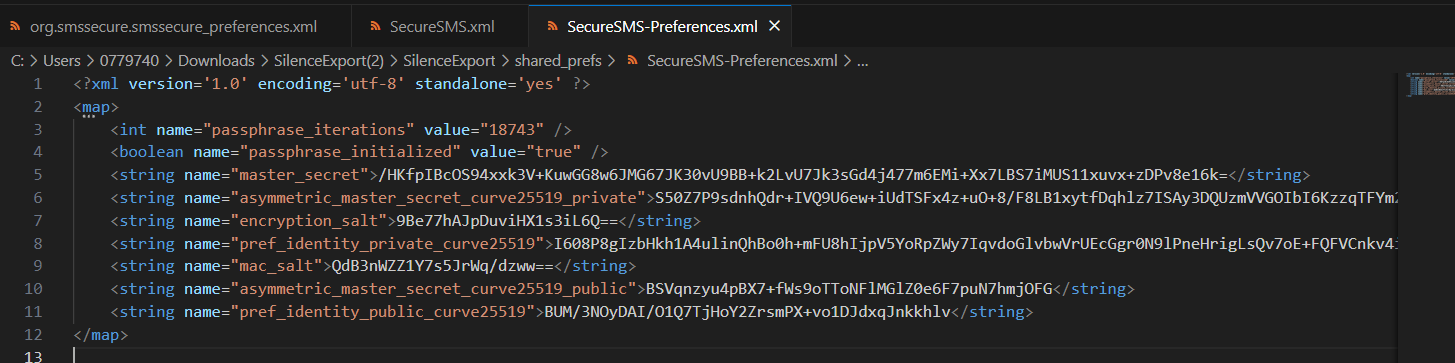 org.smssecure.smssecure_preferences.xml SecureSMS.xml SecureSMS-Preferences.xml
C: > Users > 0779740 > Downloads > SilenceExport(2) > SilenceExport > shared_prefs > SecureSMS-Preferences.xml > ...
1 <?xml version='1.0' encoding='utf-8' standalone='yes' ?>
2 <map>
3 <int name="passphrase_iterations" value="18743" />
4 <boolean name="passphrase_initialized" value="true" />
5 <string name="master_secret">/HKfpIBcOS94xxk3V+KuwGG8w6JMG67JK30vU9BB+k2LvU7Jk3sGd4j477m6EMi+Xx7LBS7iMUS11xuvx+zDPv8e16k=</string>
6 <string name="asymmetric_master_secret_curve25519_private">S50Z7P9sdnhQdr+IVQ9U6ew+iUdTSFx4z+uO+8/F8LB1xytfDqhlz7ISAy3DQUzmVVGOIbI6KzzqTFYm
7 <string name="encryption_salt">9Be77hAJpDuviHX1s3iL6Q==</string>
8 <string name="pref_identity_private_curve25519">I608P8gIzbHkh1A4ulinQhBo0h+mFU8hIjpV5YoRpZWy7IqvdoGlvbwVrUEcGgr0N9lPneHrigLsQv7oE+FQFVCnkv4i
9 <string name="mac_salt">QdB3nWZZ1Y7s5JrWq/dzww==</string>
10 <string name="asymmetric_master_secret_curve25519_public">BSVqnzyu4pBX7+fWs9oTToNFlMGlZ0e6F7puN7hmjOFG</string>
11 <string name="pref_identity_public_curve25519">BUM/3NOyDAI/O1Q7TjHoY2ZrsmPX+vo1DJdxqJnkkhlv</string>
12 </map>
13